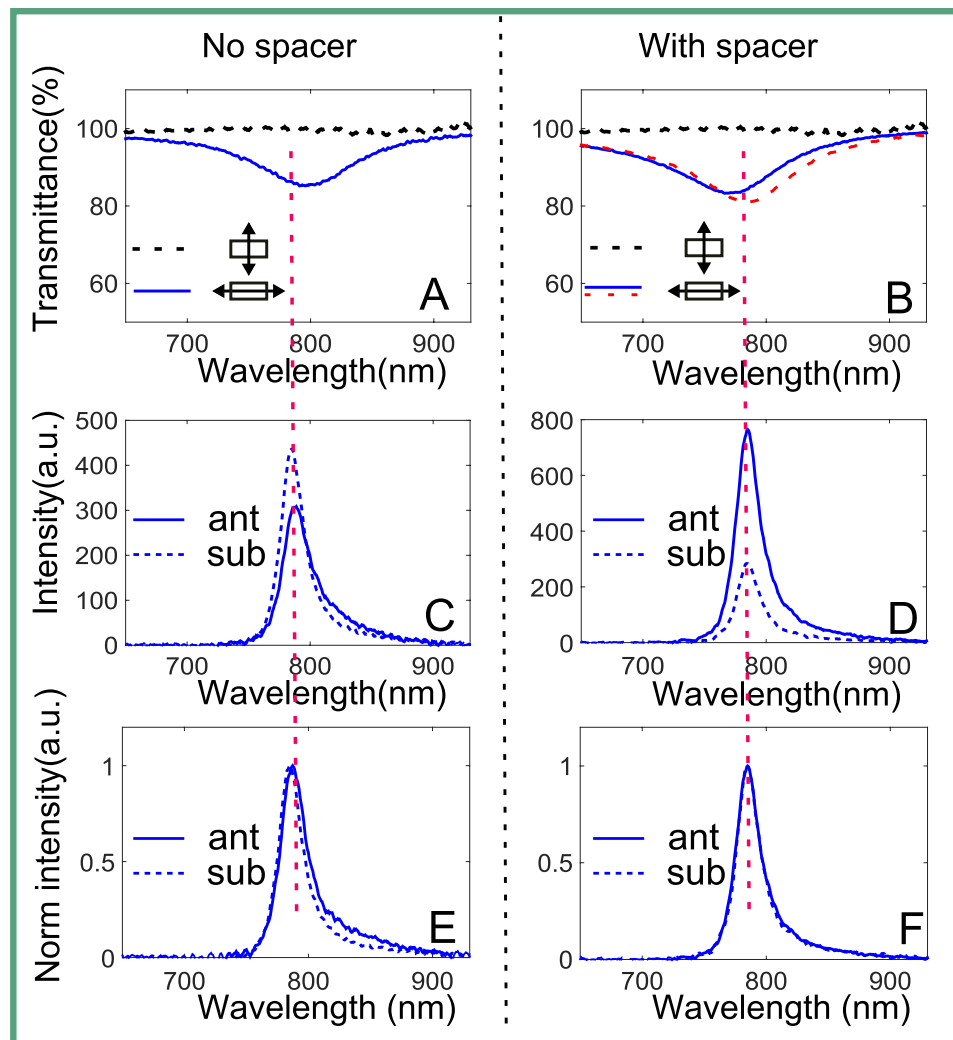 No spacer
With spacer
Transmittance(%)
100
80
60
A
700 800 900
Wavelength(nm)
100
80
60
B
700 800 900
Wavelength(nm)
Intensity(a.u.)
500
400
300
200
100
0
ant
sub
C
700 800 900
Wavelength(nm)
800
600
400
200
0
ant
sub
D
700 800 900
Wavelength(nm)
Norm intensity(a.u.)
1
0.5
0
ant
sub
E
700 800 900
Wavelength (nm)
1
0.5
0
ant
sub
F
700 800 900
Wavelength (nm)